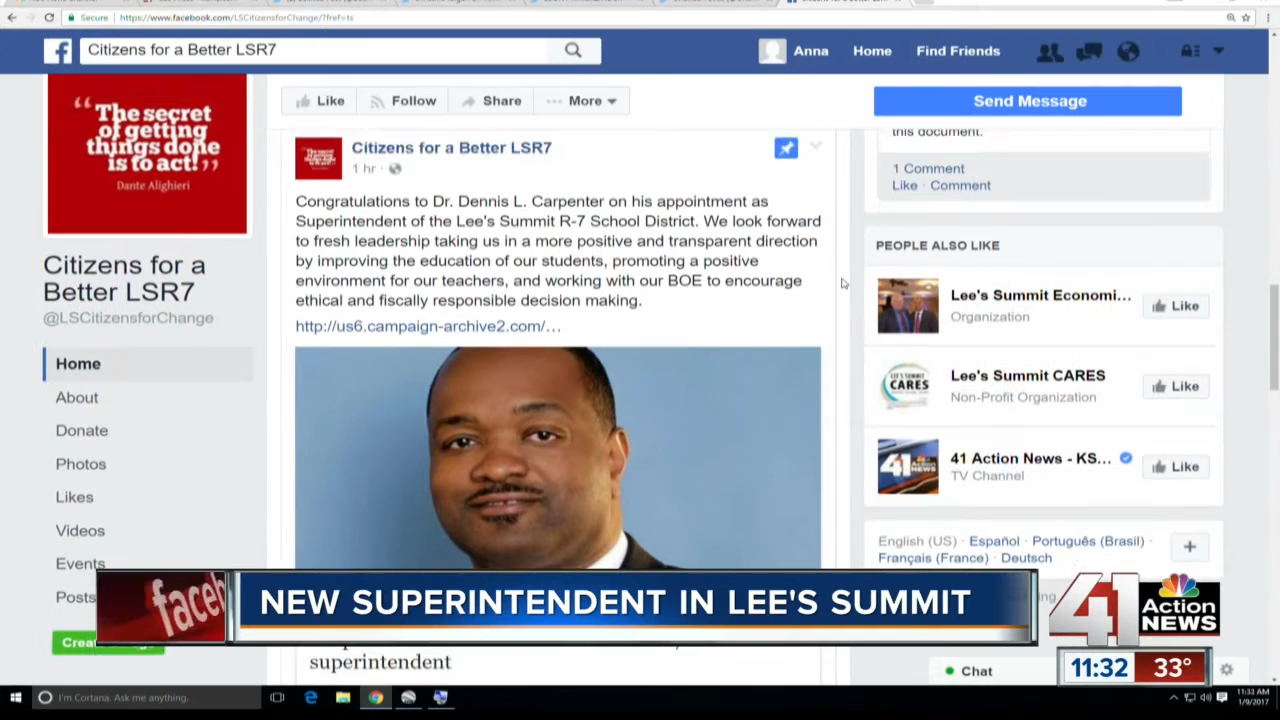 Secure
https://www.facebook.com/LSCitizensforChange/?fref=ts
Citizens for a Better LSR7
Anna
Home
Find Friends
“The secret
of getting
things done
is to act!”
Dante Alighieri
Citizens for a
Better LSR7
@LSCitizensforChange
Home
About
Donate
Photos
Likes
Videos
Events
Posts
Like
Follow
Share
More
Send Message
Citizens for a Better LSR7
1 hr
Congratulations to Dr. Dennis L. Carpenter on his appointment as
Superintendent of the Lee's Summit R-7 School District. We look forward
to fresh leadership taking us in a more positive and transparent direction
by improving the education of our students, promoting a positive
environment for our teachers, and working with our BOE to encourage
ethical and fiscally responsible decision making.
http://us6.campaign-archive2.com/…
superintendent
this document.
1 Comment
Like · Comment
PEOPLE ALSO LIKE
Lee's Summit Economi...
Organization
Like
LEE'S SUMMIT
CARES
Lee's Summit CARES
Non-Profit Organization
Like
41
41 Action News - KS...
TV Channel
Like
English (US) · Español · Português (Brasil) ·
Français (France) · Deutsch
Chat
faceb
NEW SUPERINTENDENT IN LEE'S SUMMIT
41
Action
NEWS
11:32
33°
I'm Cortana. Ask me anything.
11:33 AM
1/9/2017